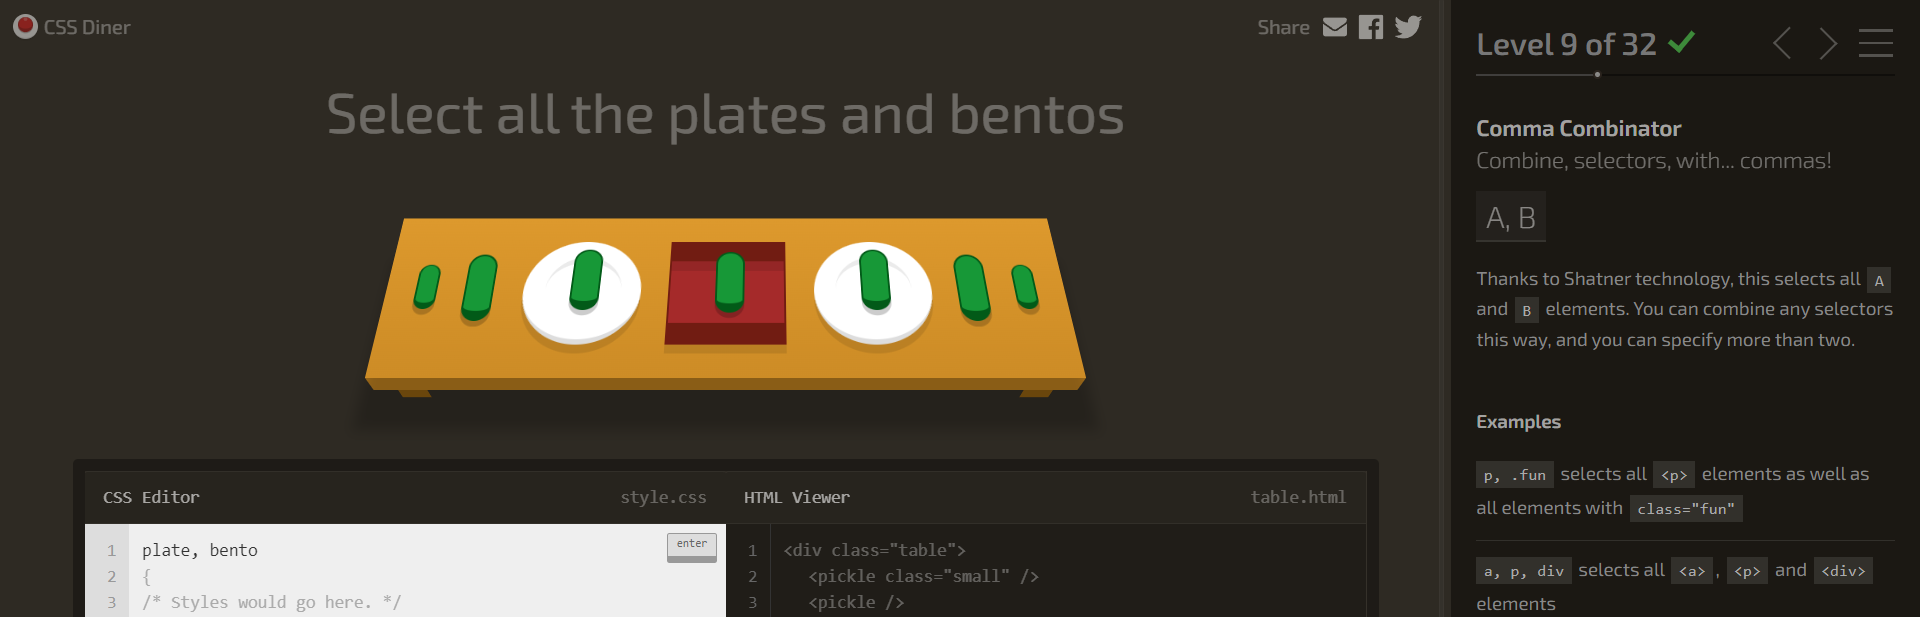 CSS Diner
Share
Select all the plates and bentos
CSS Editor
style.css
1 plate, bento
enter
2 {
3 /* Styles would go here. */
HTML Viewer
table.html
1 <div class="table">
2 <pickle class="small" />
3 <pickle />
Level 9 of 32
Comma Combinator
Combine, selectors, with... commas!
A, B
Thanks to Shatner technology, this selects all A
and B elements. You can combine any selectors
this way, and you can specify more than two.
Examples
p, .fun selects all <p> elements as well as
all elements with class="fun"
a, p, div selects all <a> , <p> and <div>
elements